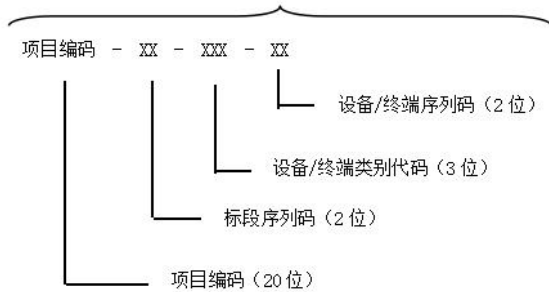 项目编码 - XX - XXX - XX
设备/终端序列码（2位）
设备/终端类别代码（3位）
标段序列码（2位）
项目编码（20位）